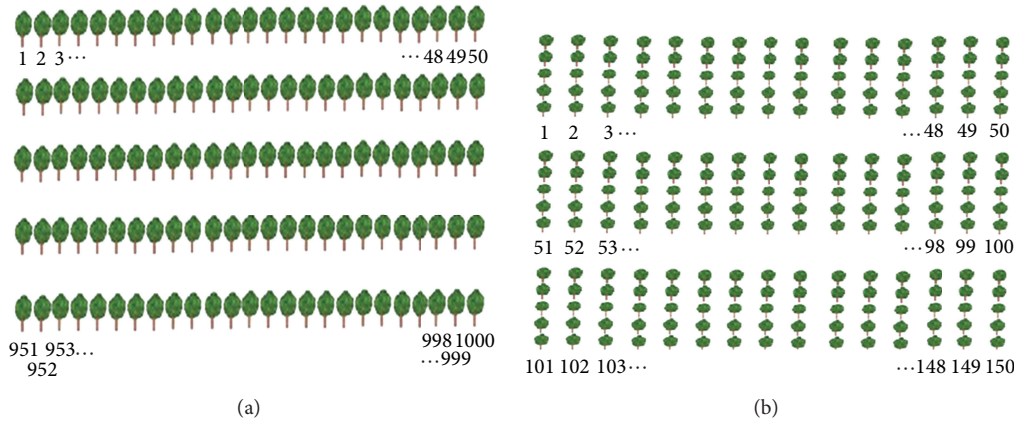 1 2 3 ⋯ ⋯ 48 49 50
951 953 ... 998 1000
952 ... 999
(a)
1 2 3 ⋯ ... 48 49 50
51 52 53 ⋯ ... 98 99 100
101 102 103 ⋯ ⋯ 148 149 150
(b)